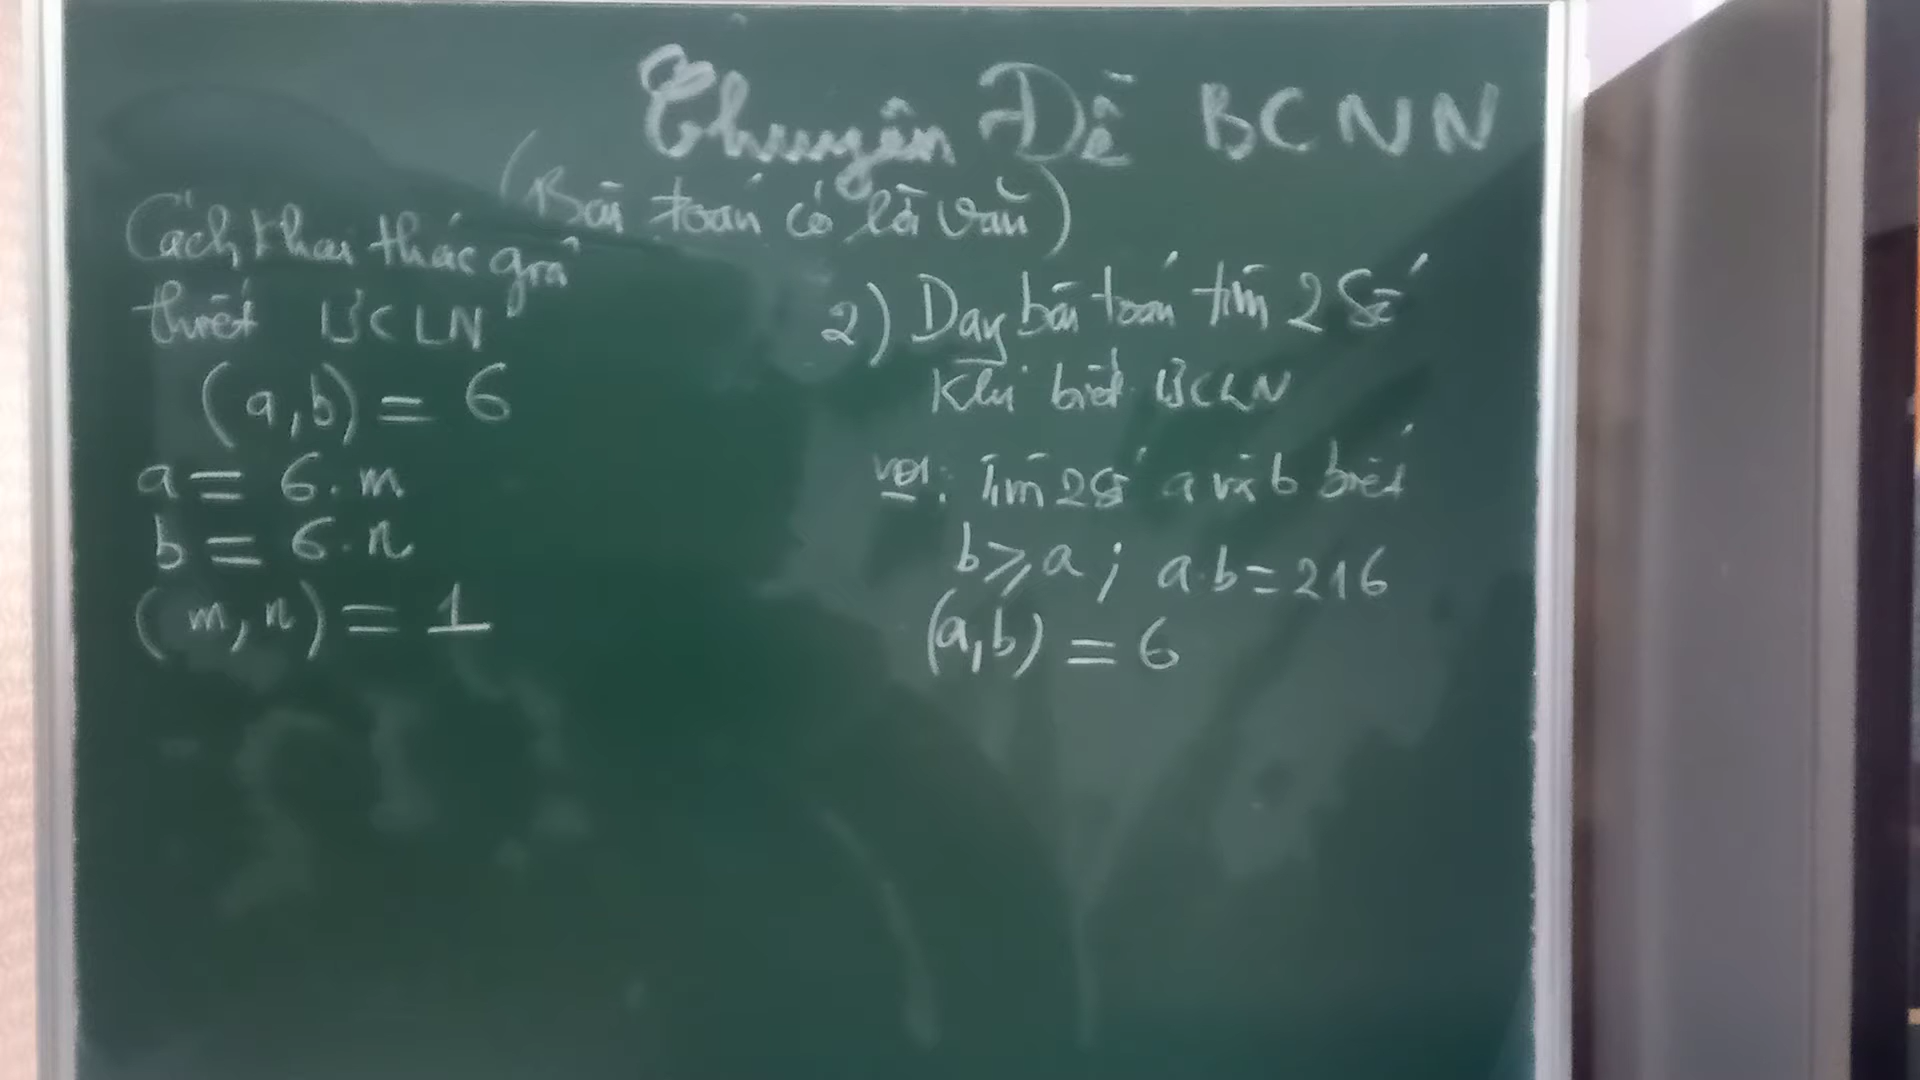 Chuyên Đề BCNN
(Bài toán có lời văn)
Cách khai thác giả
thiết ƯCLN
(a,b) = 6
a = 6.m
b = 6.n
(m,n) = 1
2) Dạng bài toán tìm 2 số
Khi biết ƯCLN
VD1: Tìm 2 số a và b biết
b ⩾ a ; a.b = 216
(a,b) = 6